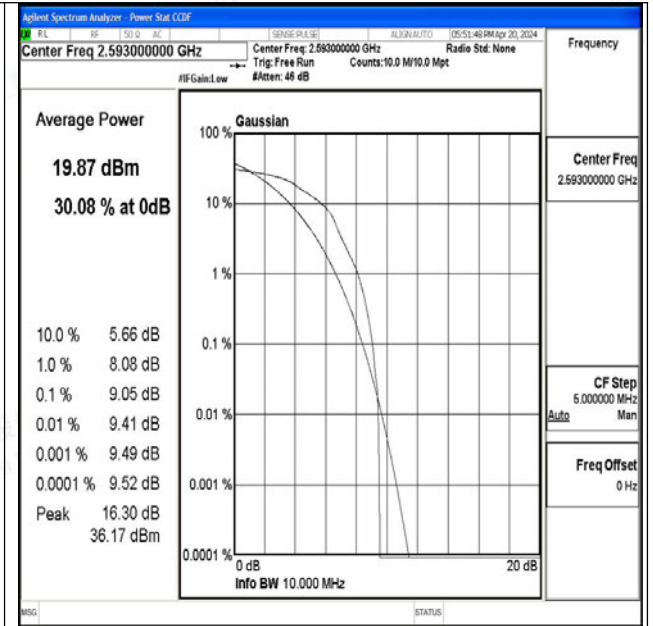 Agilent Spectrum Analyzer - Power Stat CCDF
RL RF 50 Ω AC SENSE:PULSE ALIGN AUTO 05:51:48 PM Apr 20, 2024
Center Freq 2.593000000 GHz
Center Freq: 2.593000000 GHz Radio Std: None
Trig: Free Run Counts:10.0 M/10.0 Mpt
#IFGain:Low #Atten: 46 dB
Frequency
Average Power
19.87 dBm
30.08 % at 0dB
10.0 % 5.66 dB
1.0 % 8.08 dB
0.1 % 9.05 dB
0.01 % 9.41 dB
0.001 % 9.49 dB
0.0001 % 9.52 dB
Peak 16.30 dB
36.17 dBm
Gaussian
100 %
10 %
1 %
0.1 %
0.01 %
0.001 %
0.0001 %
0 dB 20 dB
Info BW 10.000 MHz
Center Freq
2.593000000 GHz
CF Step
5.000000 MHz
Auto Man
Freq Offset
0 Hz
MSG STATUS